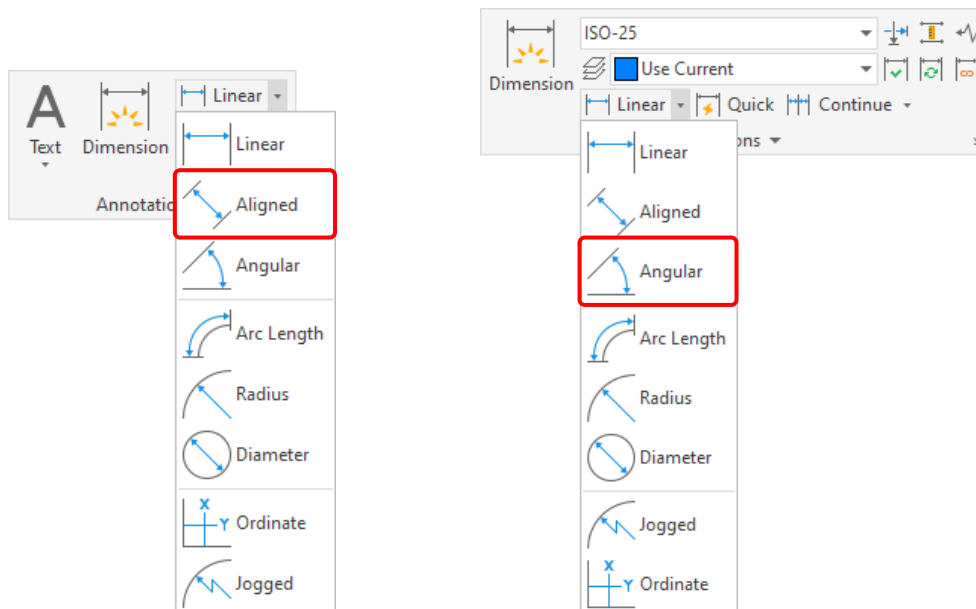 Text
Dimension
Linear
Annotatio
Linear
Aligned
Angular
Arc Length
Radius
Diameter
X
Y
Ordinate
Jogged
Dimension
ISO-25
Use Current
Linear
Quick
Continue
ons
Linear
Aligned
Angular
Arc Length
Radius
Diameter
Jogged
X
Y
Ordinate